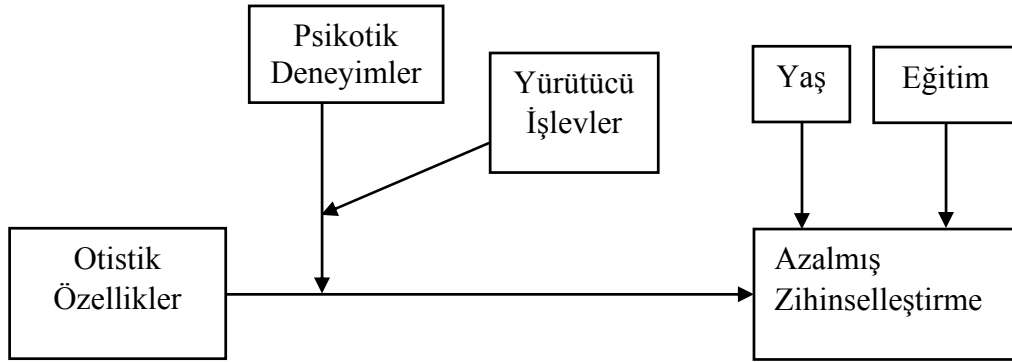 Psikotik
Deneyimler
Yürütücü
İşlevler
Yaş
Eğitim
Otistik
Özellikler
Azalmış
Zihinselleştirme